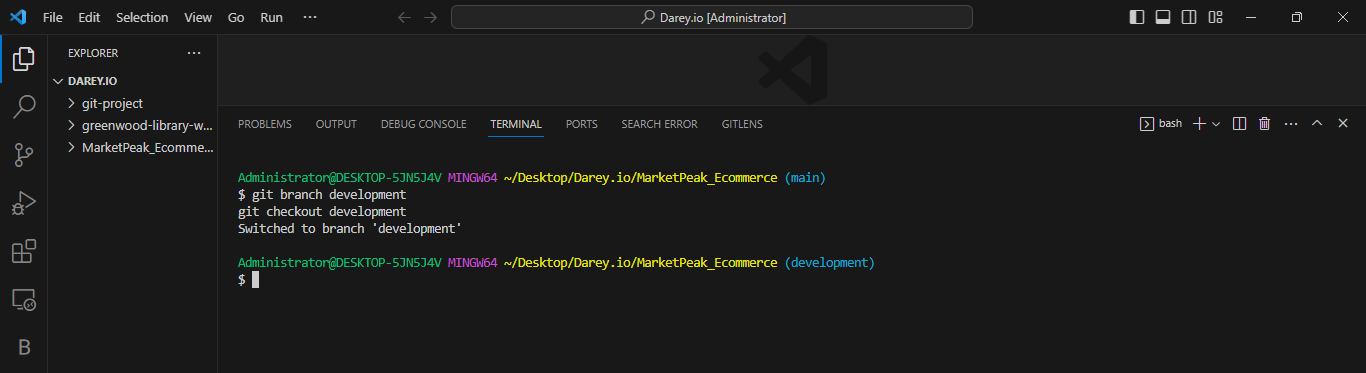 File Edit Selection View Go Run ···
Darey.io [Administrator]
EXPLORER ···
DAREY.IO
git-project
greenwood-library-w...
MarketPeak_Ecomme...
B
PROBLEMS OUTPUT DEBUG CONSOLE TERMINAL PORTS SEARCH ERROR GITLENS
bash
Administrator@DESKTOP-5JN5J4V MINGW64 ~/Desktop/Darey.io/MarketPeak_Ecommerce (main)
$ git branch development
git checkout development
Switched to branch 'development'
Administrator@DESKTOP-5JN5J4V MINGW64 ~/Desktop/Darey.io/MarketPeak_Ecommerce (development)
$